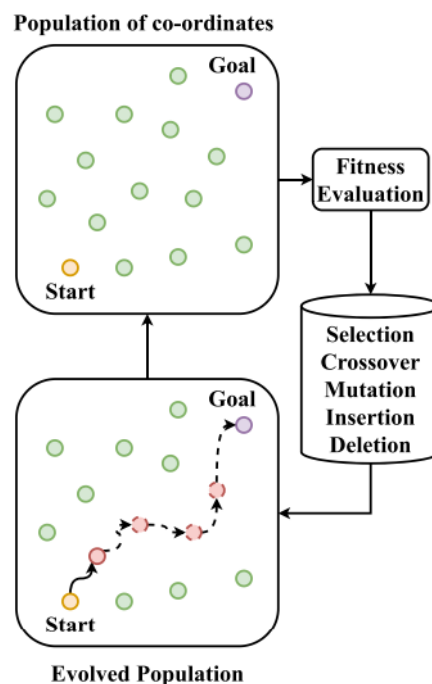 Population of co-ordinates
Goal
Start
Fitness
Evaluation
Selection
Crossover
Mutation
Insertion
Deletion
Goal
Start
Evolved Population